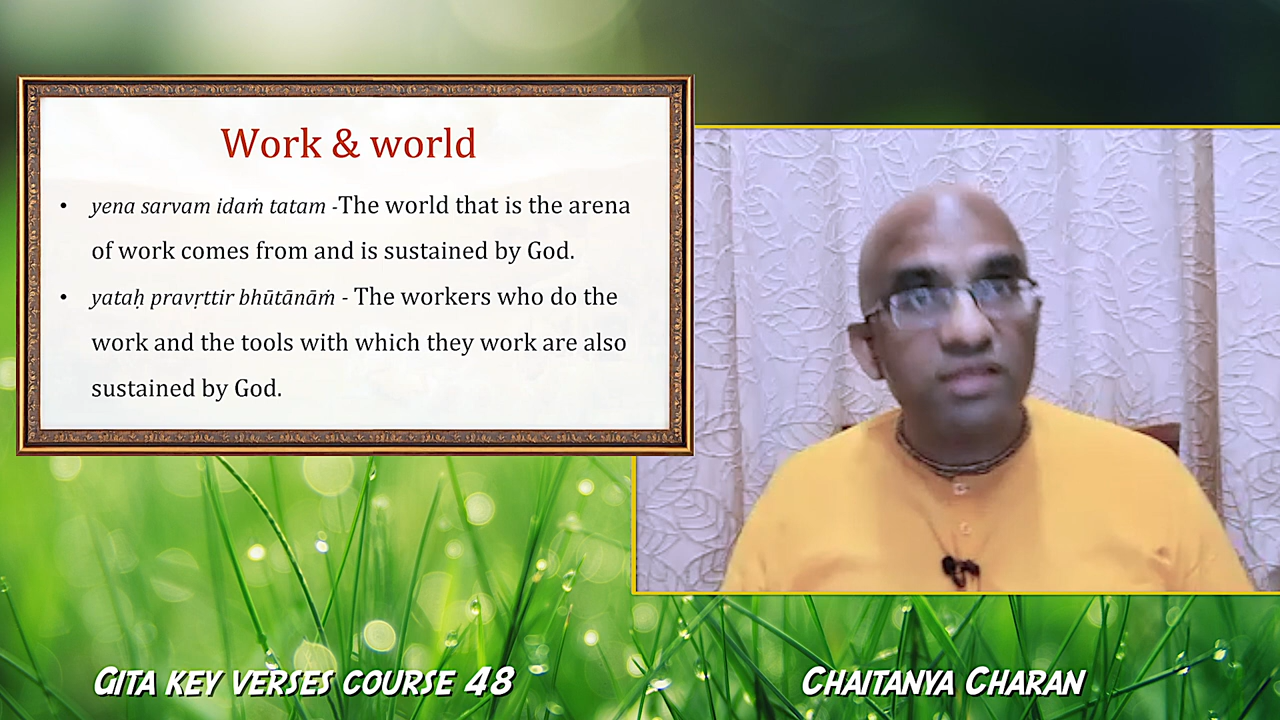 Work & world
• yena sarvam idaṁ tatam -The world that is the arena
of work comes from and is sustained by God.
• yataḥ pravṛttir bhūtānāṁ - The workers who do the
work and the tools with which they work are also
sustained by God.
GITA KEY VERSES COURSE 48
CHAITANYA CHARAN